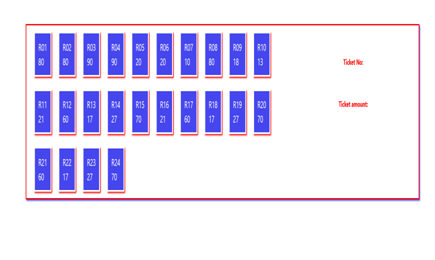 R01 R02 R03 R04 R05 R06 R07 R08 R09 R10
80 80 90 90 20 20 10 80 18 13
Ticket No:
Ticket amount:
R11 R12 R13 R14 R15 R16 R17 R18 R19 R20
21 60 17 27 70 21 60 17 27 70
R21 R22 R23 R24
60 17 27 70